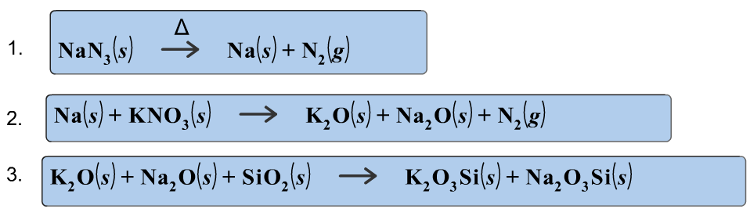 Δ
1. NaN₃(s) → Na(s) + N₂(g)
2. Na(s) + KNO₃(s) → K₂O(s) + Na₂O(s) + N₂(g)
3. K₂O(s) + Na₂O(s) + SiO₂(s) → K₂O₃Si(s) + Na₂O₃Si(s)